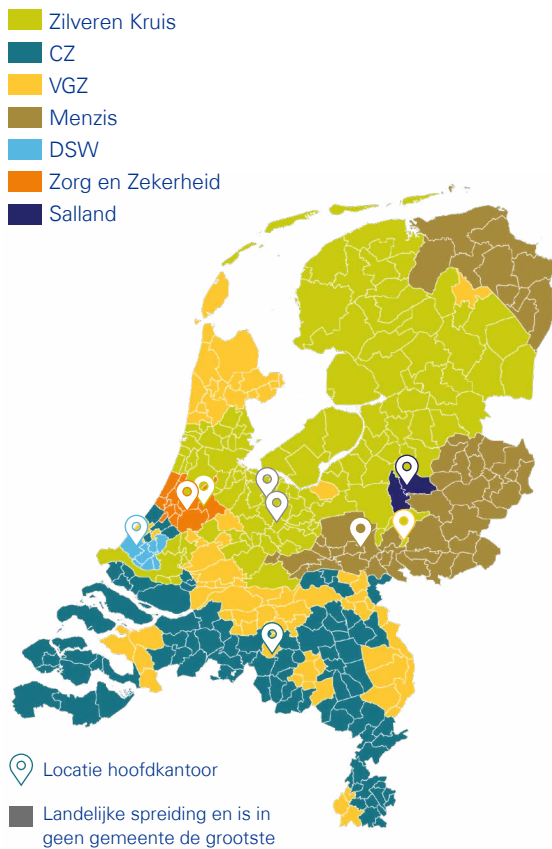 Zilveren Kruis
CZ
VGZ
Menzis
DSW
Zorg en Zekerheid
Salland
Locatie hoofdkantoor
Landelijke spreiding en is in
geen gemeente de grootste